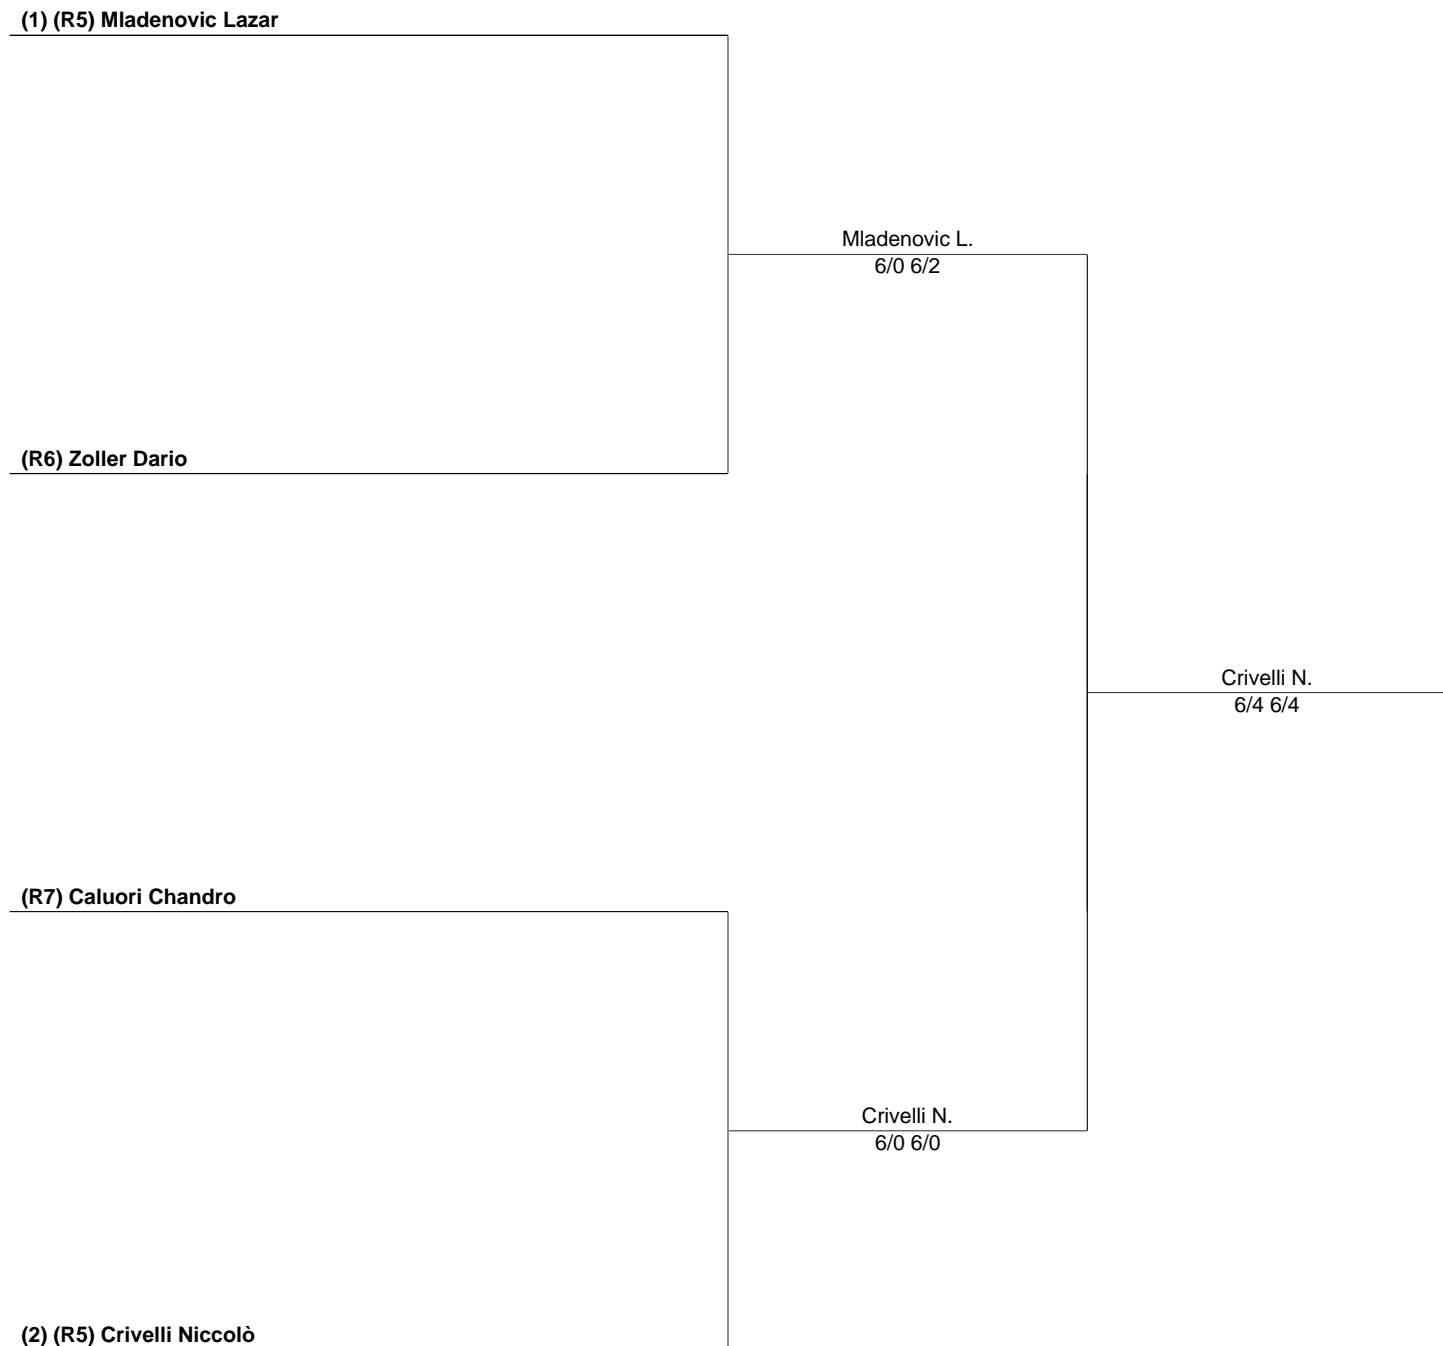 (1) (R5) Mladenovic Lazar
Mladenovic L.
6/0 6/2
(R6) Zoller Dario
Crivelli N.
6/4 6/4
(R7) Caluori Chandro
Crivelli N.
6/0 6/0
(2) (R5) Crivelli Niccolò